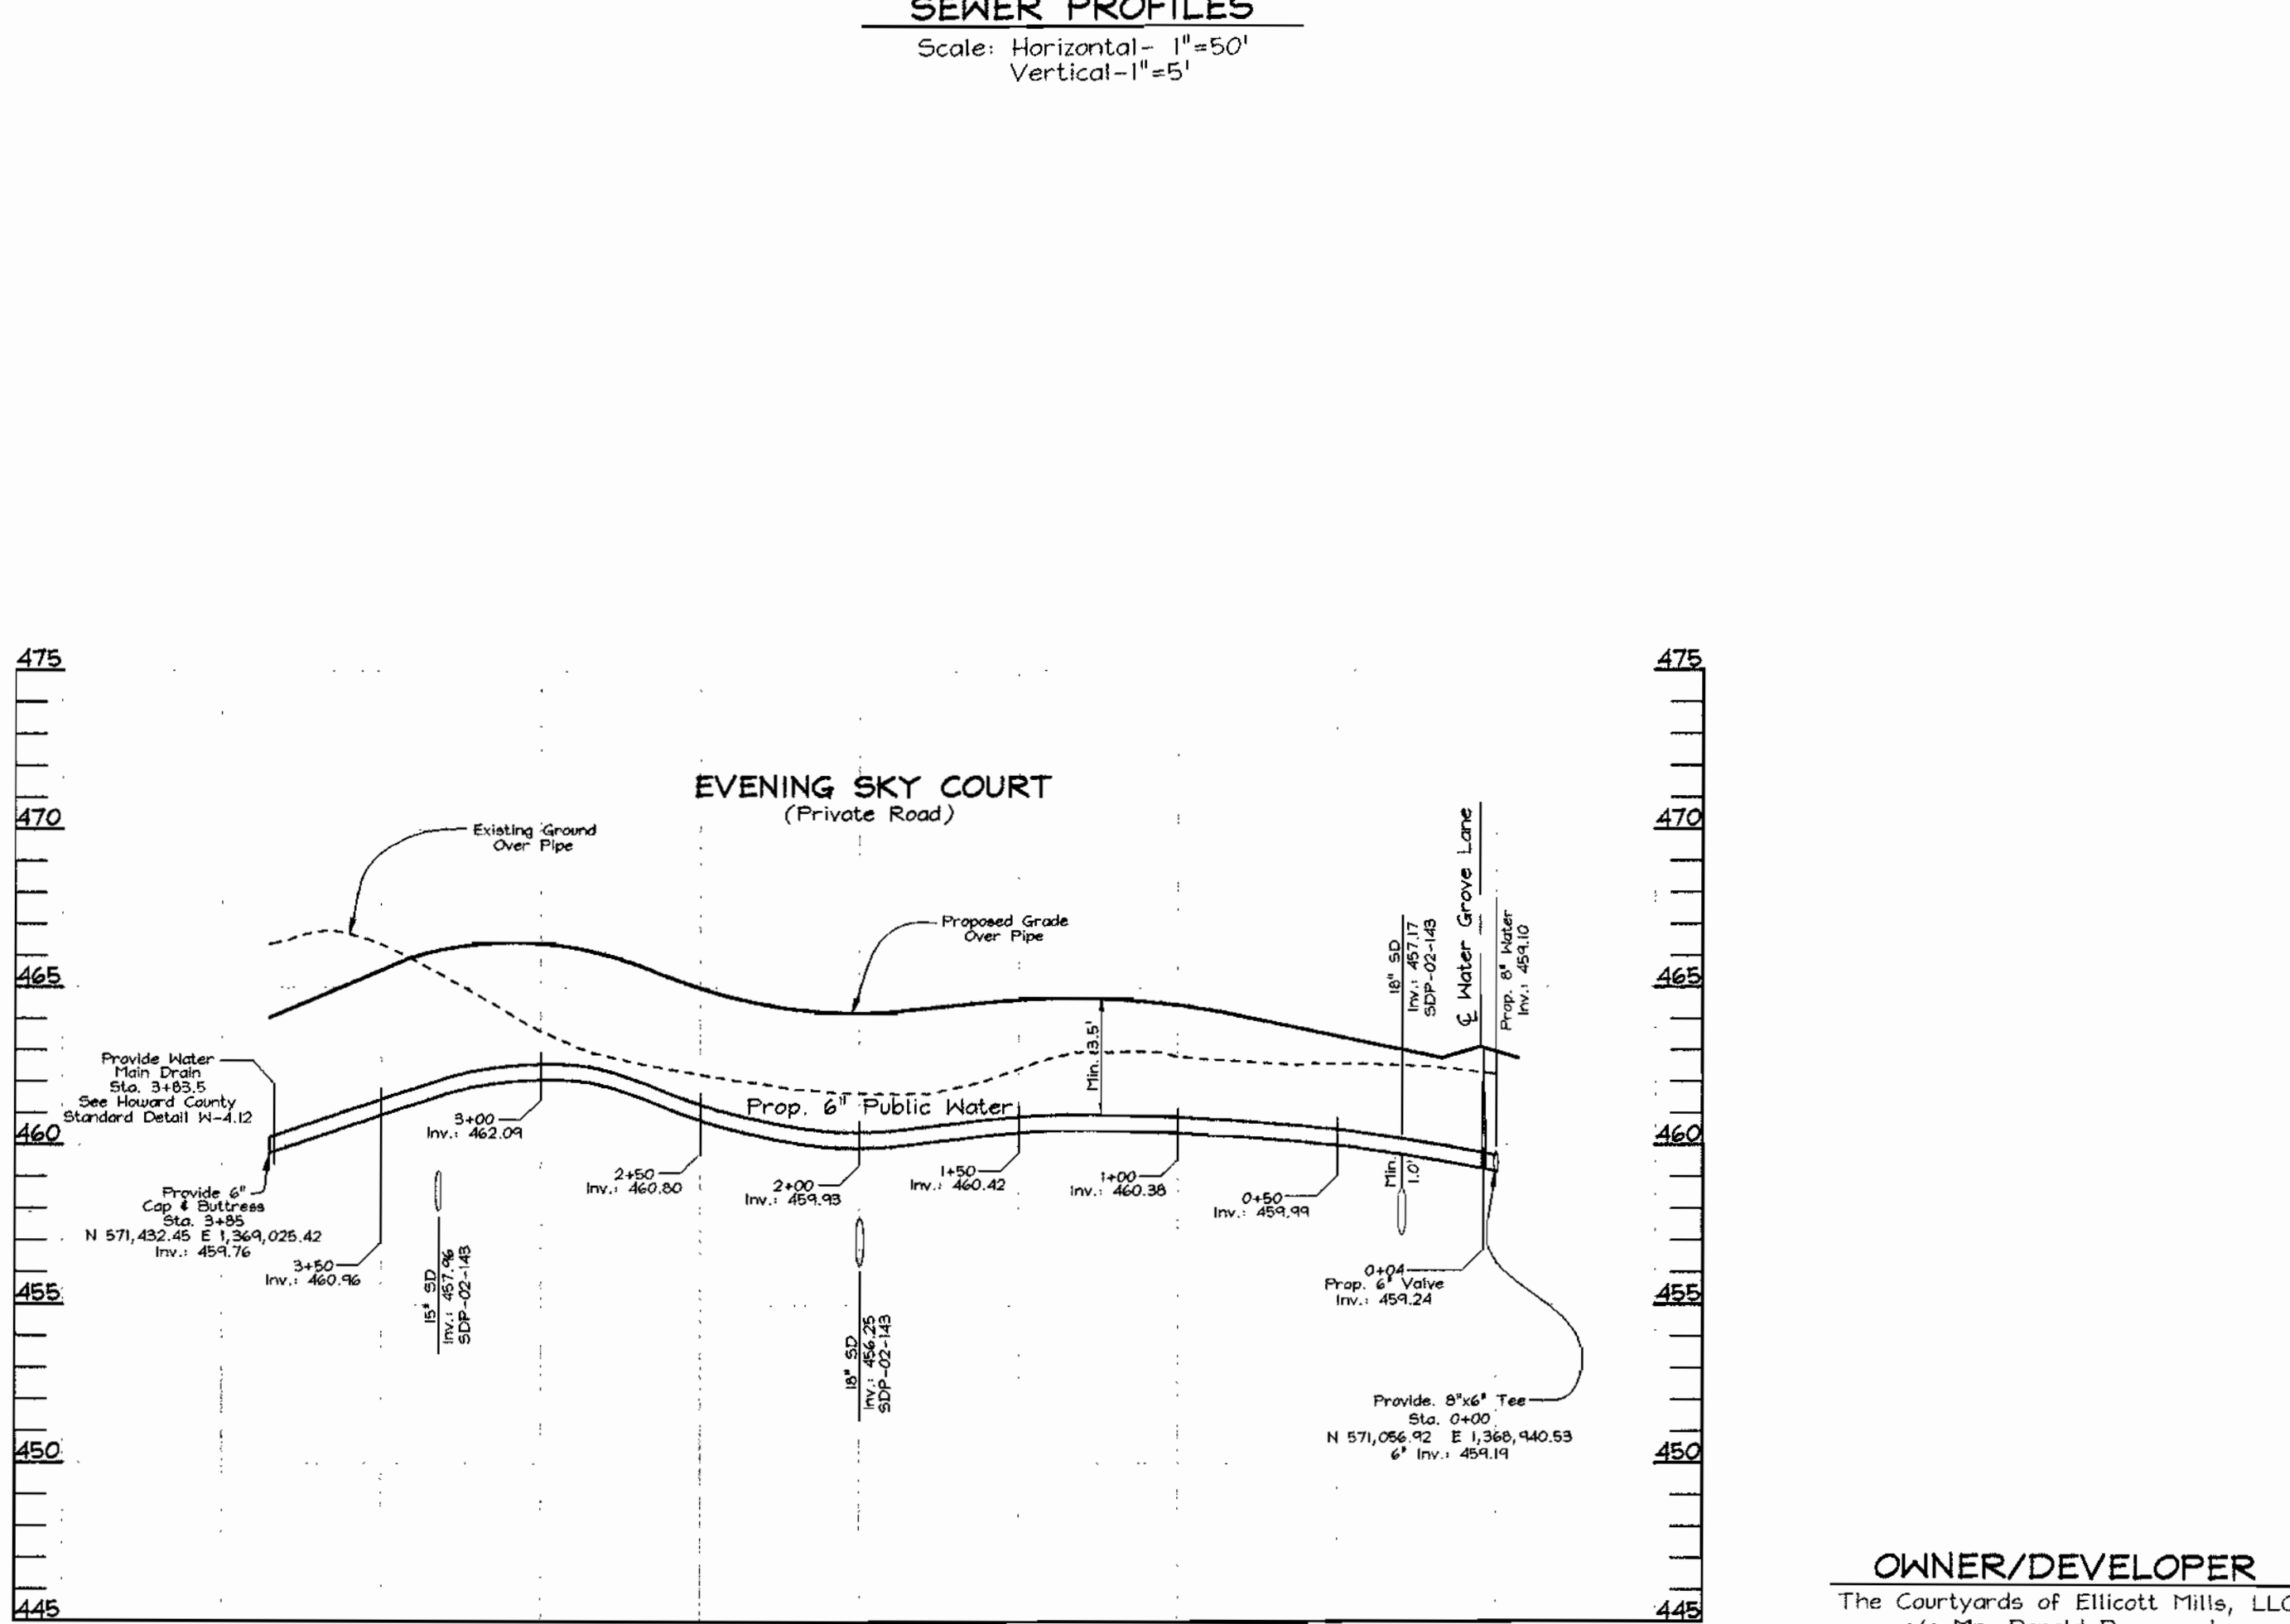 SEWER PROFILES
Scale: Horizontal- 1"=50'
Vertical-1"=5'
475
475
470
470
465
465
460
460
455
455
450
450
445
445
EVENING SKY COURT
(Private Road)
Existing Ground
Over Pipe
Proposed Grade
Over Pipe
18" SD
Inv.: 457.17
SDP-02-143
℄ Water Grove Lane
Prop. 8" Water
Inv.: 459.10
Min. 3.5'
Prop. 6" Public Water
Provide Water
Main Drain
Sta. 3+83.5
See Howard County
Standard Detail W-4.12
Provide 6"
Cap & Buttress
Sta. 3+85
N 571,432.45 E 1,369,025.42
Inv.: 459.76
3+50
Inv.: 460.96
3+00
Inv.: 462.09
15" SD
Inv.: 457.96
SDP-02-143
2+50
Inv.: 460.80
2+00
Inv.: 459.93
18" SD
Inv.: 456.25
SDP-02-143
1+50
Inv.: 460.42
1+00
Inv.: 460.38
0+50
Inv.: 459.99
Min.
1.0'
0+04
Prop. 6" Valve
Inv.: 459.24
Provide. 8"x6" Tee
Sta. 0+00
N 571,056.92 E 1,368,940.53
6" Inv.: 459.19
OWNER/DEVELOPER
The Courtyards of Ellicott Mills, LLC